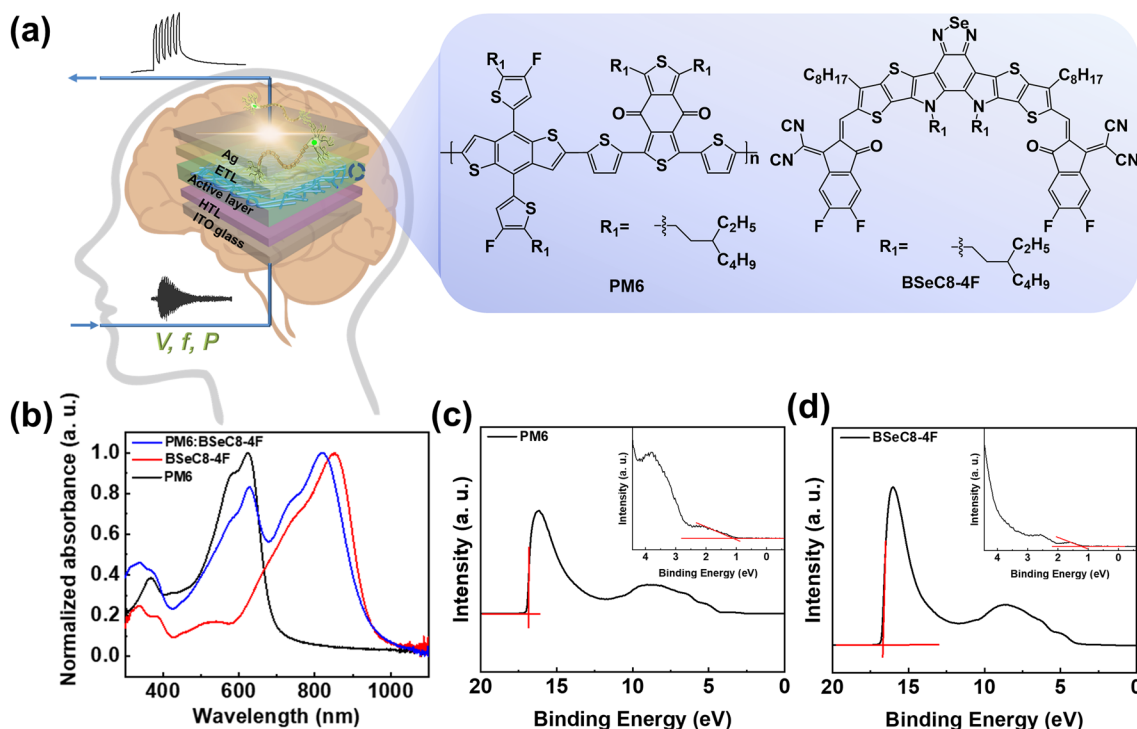 (a)
Ag
ETL
Active layer
HTL
ITO glass
V, f, P
R1
F
S
R1
S
R1
O
O
S
S
S
S
S
n
S
F
R1
R1=
C2H5
C4H9
PM6
Se
N
N
C8H17
S
S
C8H17
S
N
N
S
R1
R1
CN
CN
O
O
CN
CN
F
F
F
F
R1=
C2H5
C4H9
BSeC8-4F
(b)
Normalized absorbance (a. u.)
1.0
0.8
0.6
0.4
0.2
0.0
PM6:BSeC8-4F
BSeC8-4F
PM6
400 600 800 1000
Wavelength (nm)
(c)
Intensity (a. u.)
PM6
Intensity (a. u.)
4 3 2 1 0
Binding Energy (eV)
20 15 10 5 0
Binding Energy (eV)
(d)
Intensity (a. u.)
BSeC8-4F
Intensity (a. u.)
4 3 2 1 0
Binding Energy (eV)
20 15 10 5 0
Binding Energy (eV)